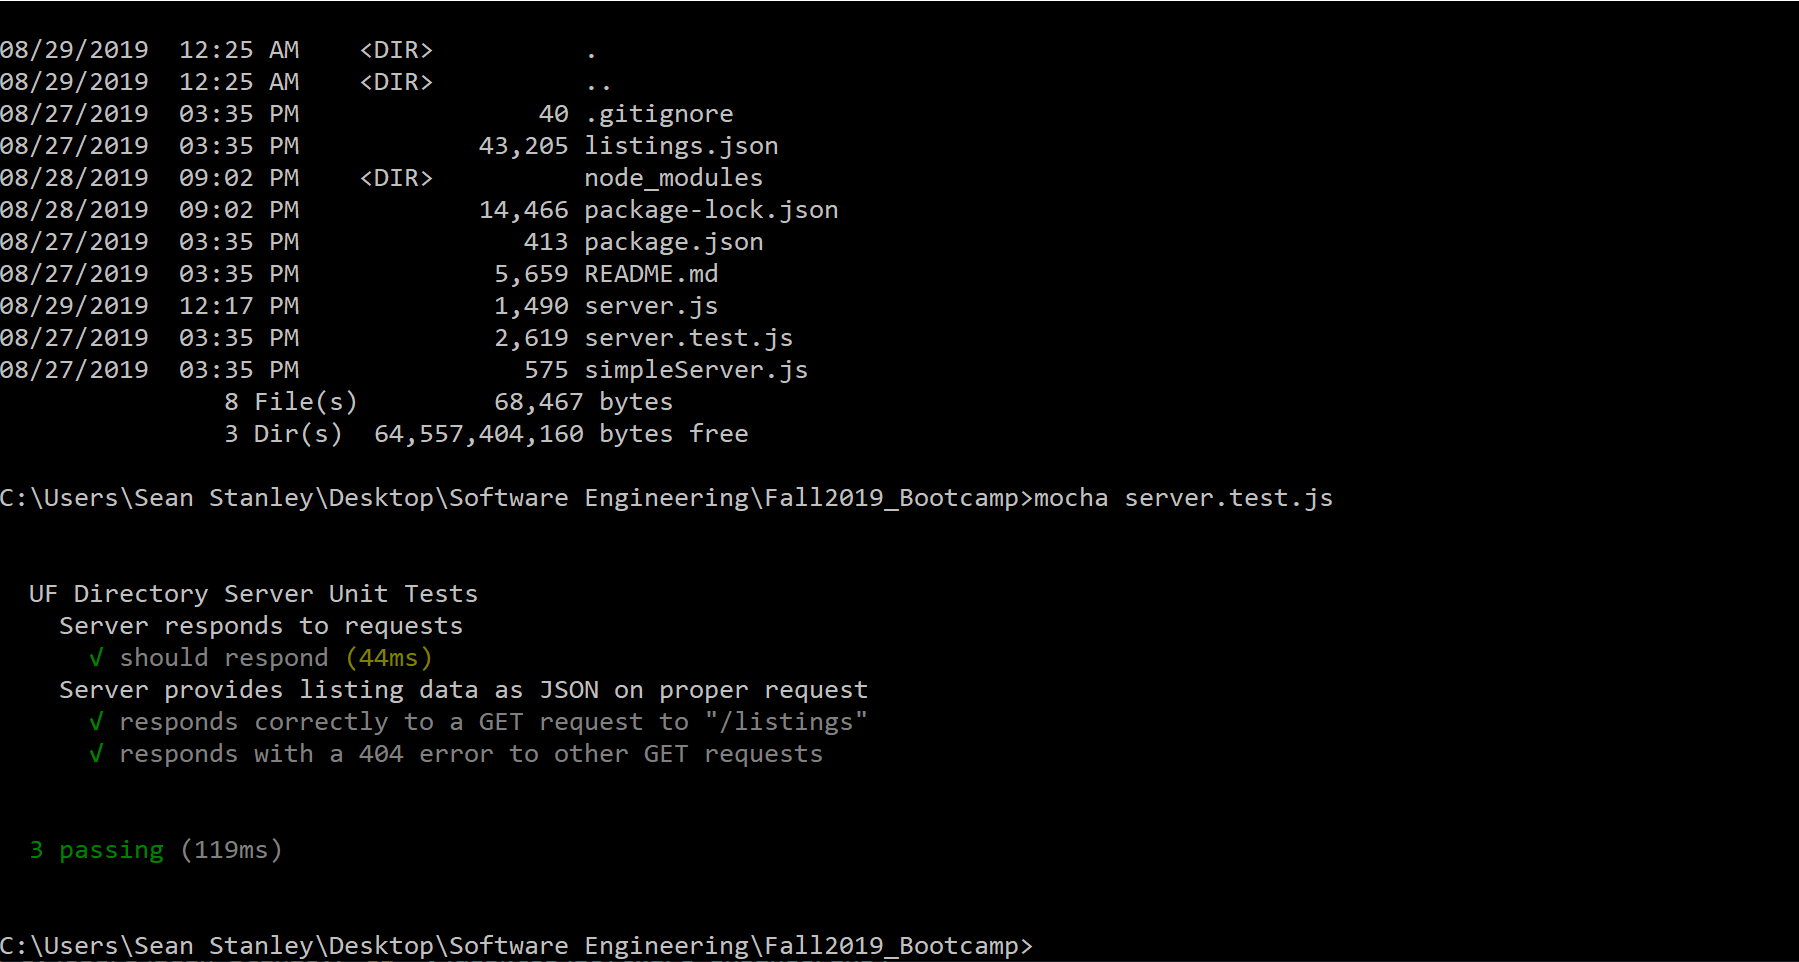 08/29/2019  12:25 AM    <DIR>          .
08/29/2019  12:25 AM    <DIR>          ..
08/27/2019  03:35 PM                40 .gitignore
08/27/2019  03:35 PM            43,205 listings.json
08/28/2019  09:02 PM    <DIR>          node_modules
08/28/2019  09:02 PM            14,466 package-lock.json
08/27/2019  03:35 PM               413 package.json
08/27/2019  03:35 PM             5,659 README.md
08/29/2019  12:17 PM             1,490 server.js
08/27/2019  03:35 PM             2,619 server.test.js
08/27/2019  03:35 PM               575 simpleServer.js
               8 File(s)         68,467 bytes
               3 Dir(s)  64,557,404,160 bytes free
C:\Users\Sean Stanley\Desktop\Software Engineering\Fall2019_Bootcamp>mocha server.test.js
  UF Directory Server Unit Tests
    Server responds to requests
      √ should respond (44ms)
    Server provides listing data as JSON on proper request
      √ responds correctly to a GET request to "/listings"
      √ responds with a 404 error to other GET requests
  3 passing (119ms)
C:\Users\Sean Stanley\Desktop\Software Engineering\Fall2019_Bootcamp>